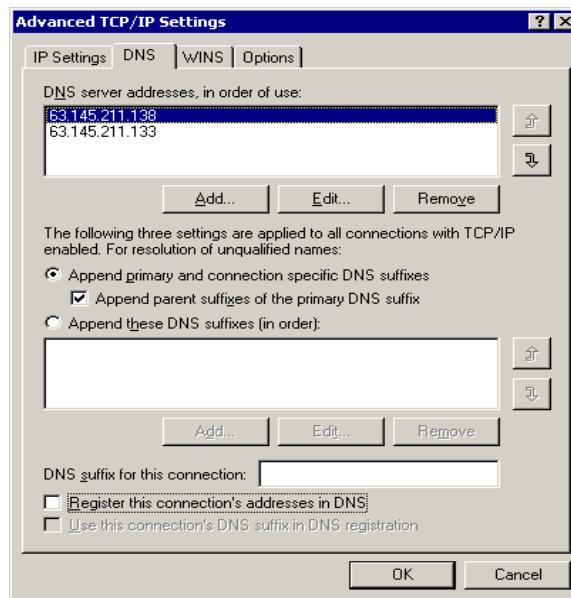 Advanced TCP/IP Settings
IP Settings DNS WINS Options
DNS server addresses, in order of use:
63.145.211.138
63.145.211.133
Add... Edit... Remove
The following three settings are applied to all connections with TCP/IP
enabled. For resolution of unqualified names:
Append primary and connection specific DNS suffixes
Append parent suffixes of the primary DNS suffix
Append these DNS suffixes (in order):
Add... Edit... Remove
DNS suffix for this connection:
Register this connection's addresses in DNS
Use this connection's DNS suffix in DNS registration
OK Cancel